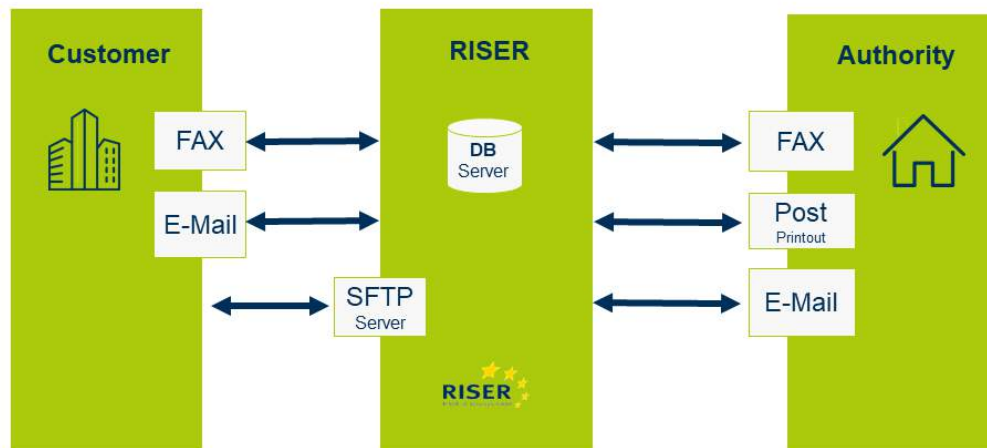 Customer
RISER
Authority
FAX
DB
Server
FAX
E-Mail
Post
Printout
SFTP
Server
E-Mail
RISER